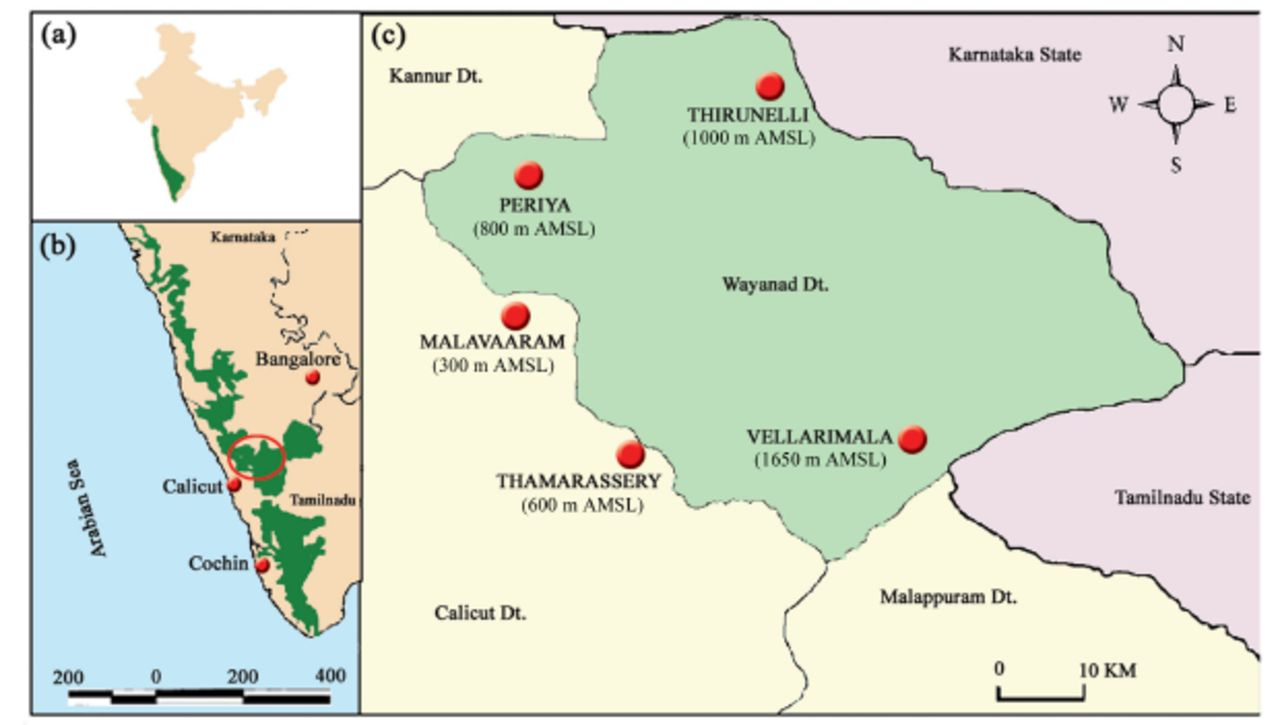 (a)
(b)
Karnataka
Bangalore
Calicut
Tamilnadu
Cochin
Arabian Sea
200 0 200 400
(c)
Kannur Dt.
Karnataka State
N
W E
S
THIRUNELLI
(1000 m AMSL)
PERIYA
(800 m AMSL)
Wayanad Dt.
MALAVAARAM
(300 m AMSL)
VELLARIMALA
(1650 m AMSL)
THAMARASSERY
(600 m AMSL)
Tamilnadu State
Calicut Dt.
Malappuram Dt.
0 10 KM